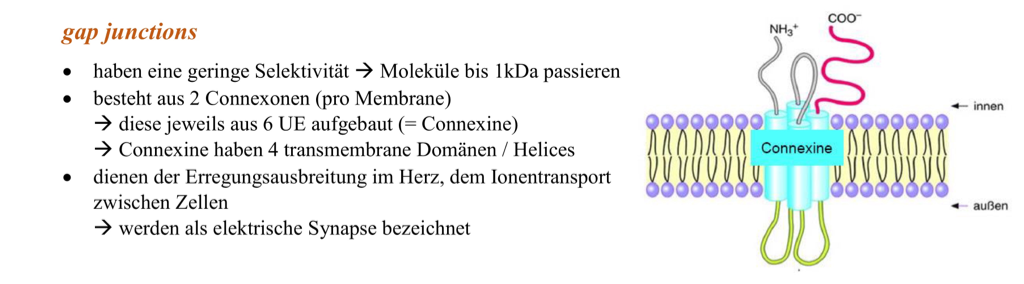 gap junctions
• haben eine geringe Selektivität → Moleküle bis 1kDa passieren
• besteht aus 2 Connexonen (pro Membrane)
→ diese jeweils aus 6 UE aufgebaut (= Connexine)
→ Connexine haben 4 transmembrane Domänen / Helices
• dienen der Erregungsausbreitung im Herz, dem Ionentransport
zwischen Zellen
→ werden als elektrische Synapse bezeichnet
NH₃⁺
COO⁻
← innen
Connexine
← außen